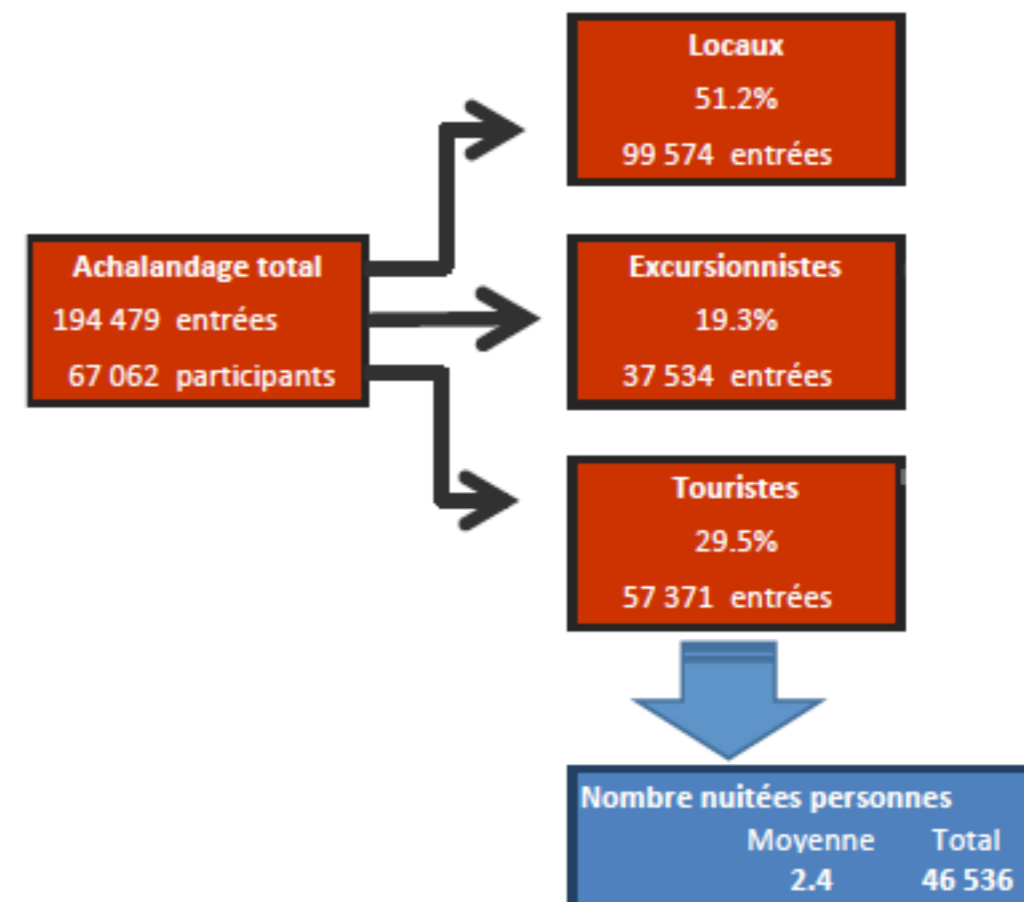 Achalandage total
194 479 entrées
67 062 participants
Locaux
51.2%
99 574 entrées
Excursionnistes
19.3%
37 534 entrées
Touristes
29.5%
57 371 entrées
Nombre nuitées personnes
Moyenne Total
2.4 46 536